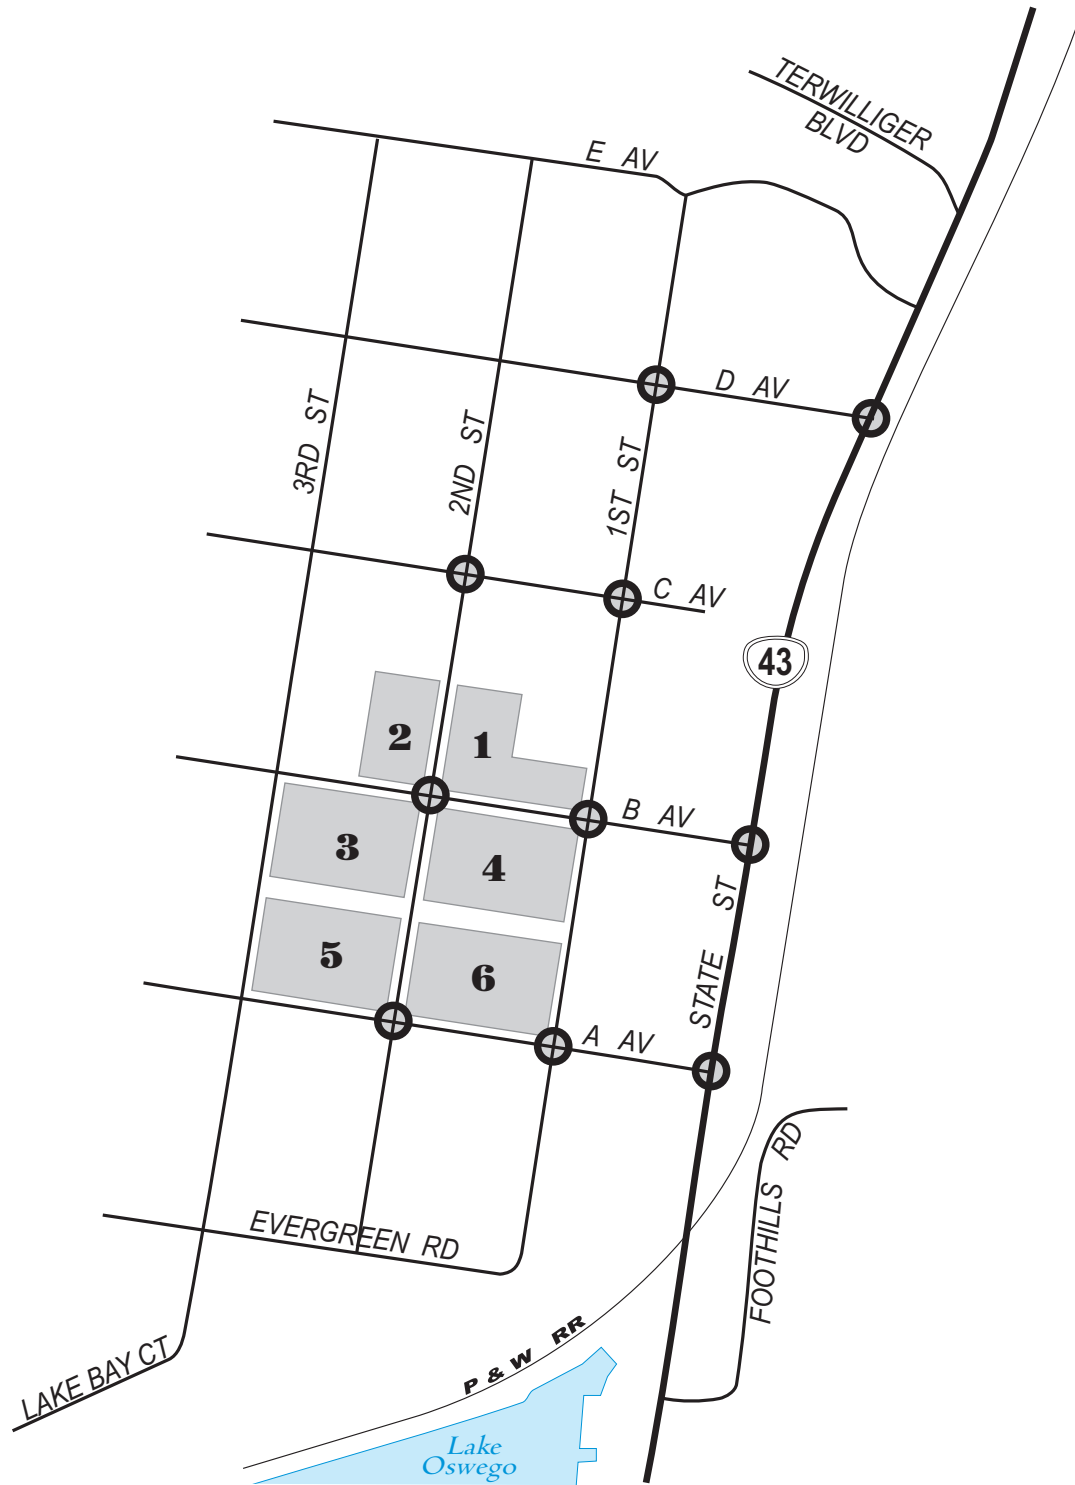 TERWILLIGER
BLVD
E AV
D AV
3RD ST
2ND ST
1ST ST
C AV
43
2
1
B AV
3
4
STATE ST
5
6
A AV
FOOTHILLS RD
EVERGREEN RD
LAKE BAY CT
P & W RR
Lake
Oswego